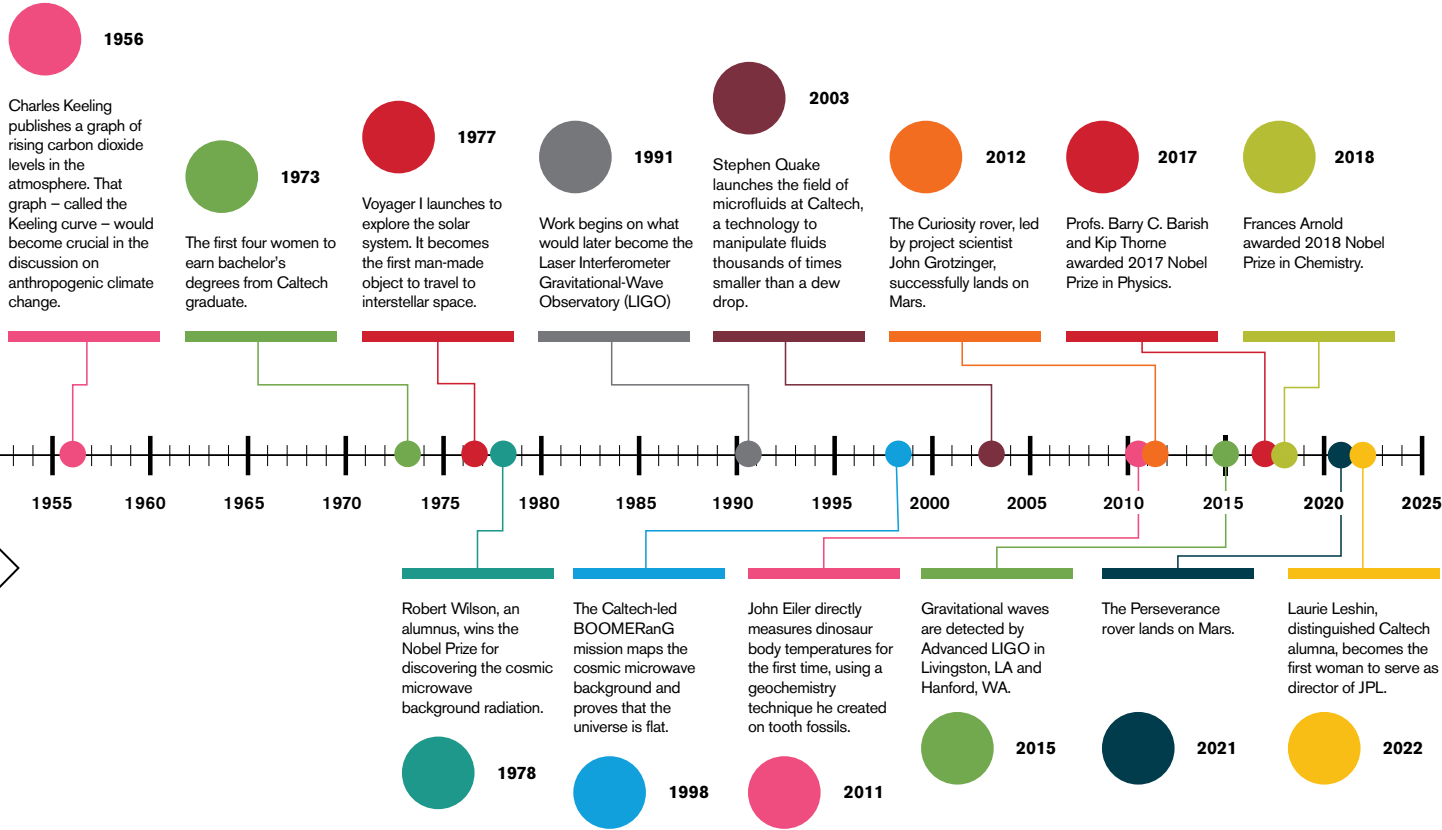 1956
Charles Keeling
publishes a graph of
rising carbon dioxide
levels in the
atmosphere. That
graph – called the
Keeling curve – would
become crucial in the
discussion on
anthropogenic climate
change.
1973
The first four women to
earn bachelor's
degrees from Caltech
graduate.
1977
Voyager I launches to
explore the solar
system. It becomes
the first man-made
object to travel to
interstellar space.
1991
Work begins on what
would later become the
Laser Interferometer
Gravitational-Wave
Observatory (LIGO)
2003
Stephen Quake
launches the field of
microfluids at Caltech,
a technology to
manipulate fluids
thousands of times
smaller than a dew
drop.
2012
The Curiosity rover, led
by project scientist
John Grotzinger,
successfully lands on
Mars.
2017
Profs. Barry C. Barish
and Kip Thorne
awarded 2017 Nobel
Prize in Physics.
2018
Frances Arnold
awarded 2018 Nobel
Prize in Chemistry.
1955 1960 1965 1970 1975 1980 1985 1990 1995 2000 2005 2010 2015 2020 2025
Robert Wilson, an
alumnus, wins the
Nobel Prize for
discovering the cosmic
microwave
background radiation.
1978
The Caltech-led
BOOMERanG
mission maps the
cosmic microwave
background and
proves that the
universe is flat.
1998
John Eiler directly
measures dinosaur
body temperatures for
the first time, using a
geochemistry
technique he created
on tooth fossils.
2011
Gravitational waves
are detected by
Advanced LIGO in
Livingston, LA and
Hanford, WA.
2015
The Perseverance
rover lands on Mars.
2021
Laurie Leshin,
distinguished Caltech
alumna, becomes the
first woman to serve as
director of JPL.
2022